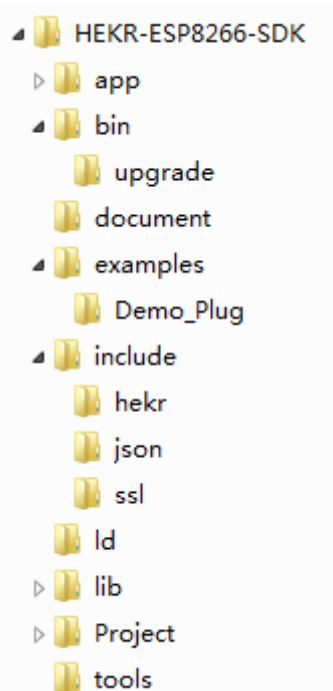 HEKR-ESP8266-SDK
app
bin
upgrade
document
examples
Demo_Plug
include
hekr
json
ssl
ld
lib
Project
tools